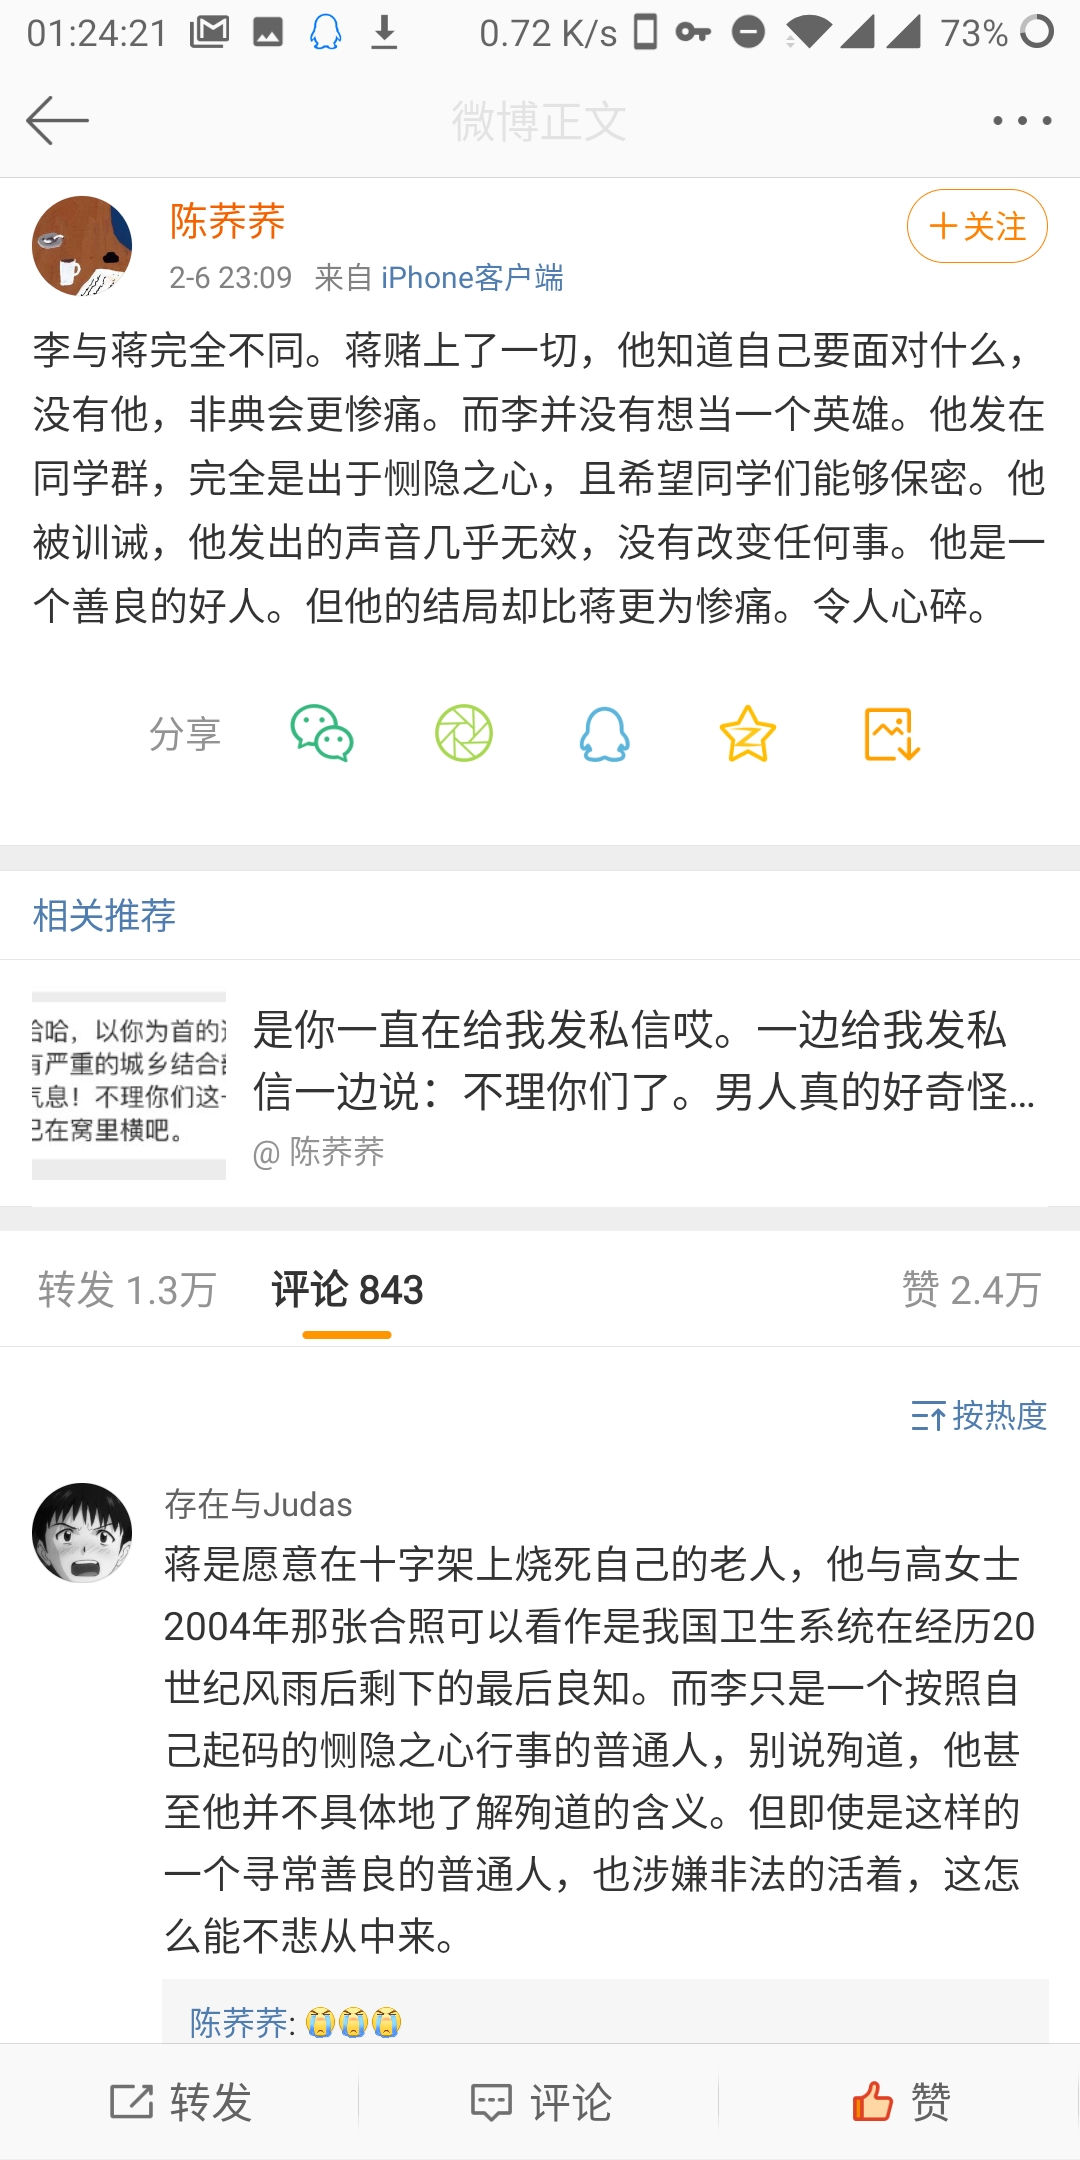 01:24:21
0.72 K/s
73%
微博正文
陈荞荞
+关注
2-6 23:09 来自 iPhone客户端
李与蒋完全不同。蒋赌上了一切，他知道自己要面对什么，
没有他，非典会更惨痛。而李并没有想当一个英雄。他发在
同学群，完全是出于恻隐之心，且希望同学们能够保密。他
被训诫，他发出的声音几乎无效，没有改变任何事。他是一
个善良的好人。但他的结局却比蒋更为惨痛。令人心碎。
分享
相关推荐
哈，以你为首的
严重的城乡结合
息！不理你们这
在窝里横吧。
是你一直在给我发私信哎。一边给我发私
信一边说：不理你们了。男人真的好奇怪...
@ 陈荞荞
转发 1.3万
评论 843
赞 2.4万
按热度
存在与Judas
蒋是愿意在十字架上烧死自己的老人，他与高女士
2004年那张合照可以看作是我国卫生系统在经历20
世纪风雨后剩下的最后良知。而李只是一个按照自
己起码的恻隐之心行事的普通人，别说殉道，他甚
至他并不具体地了解殉道的含义。但即使是这样的
一个寻常善良的普通人，也涉嫌非法的活着，这怎
么能不悲从中来。
陈荞荞: 😭😭😭
转发
评论
赞